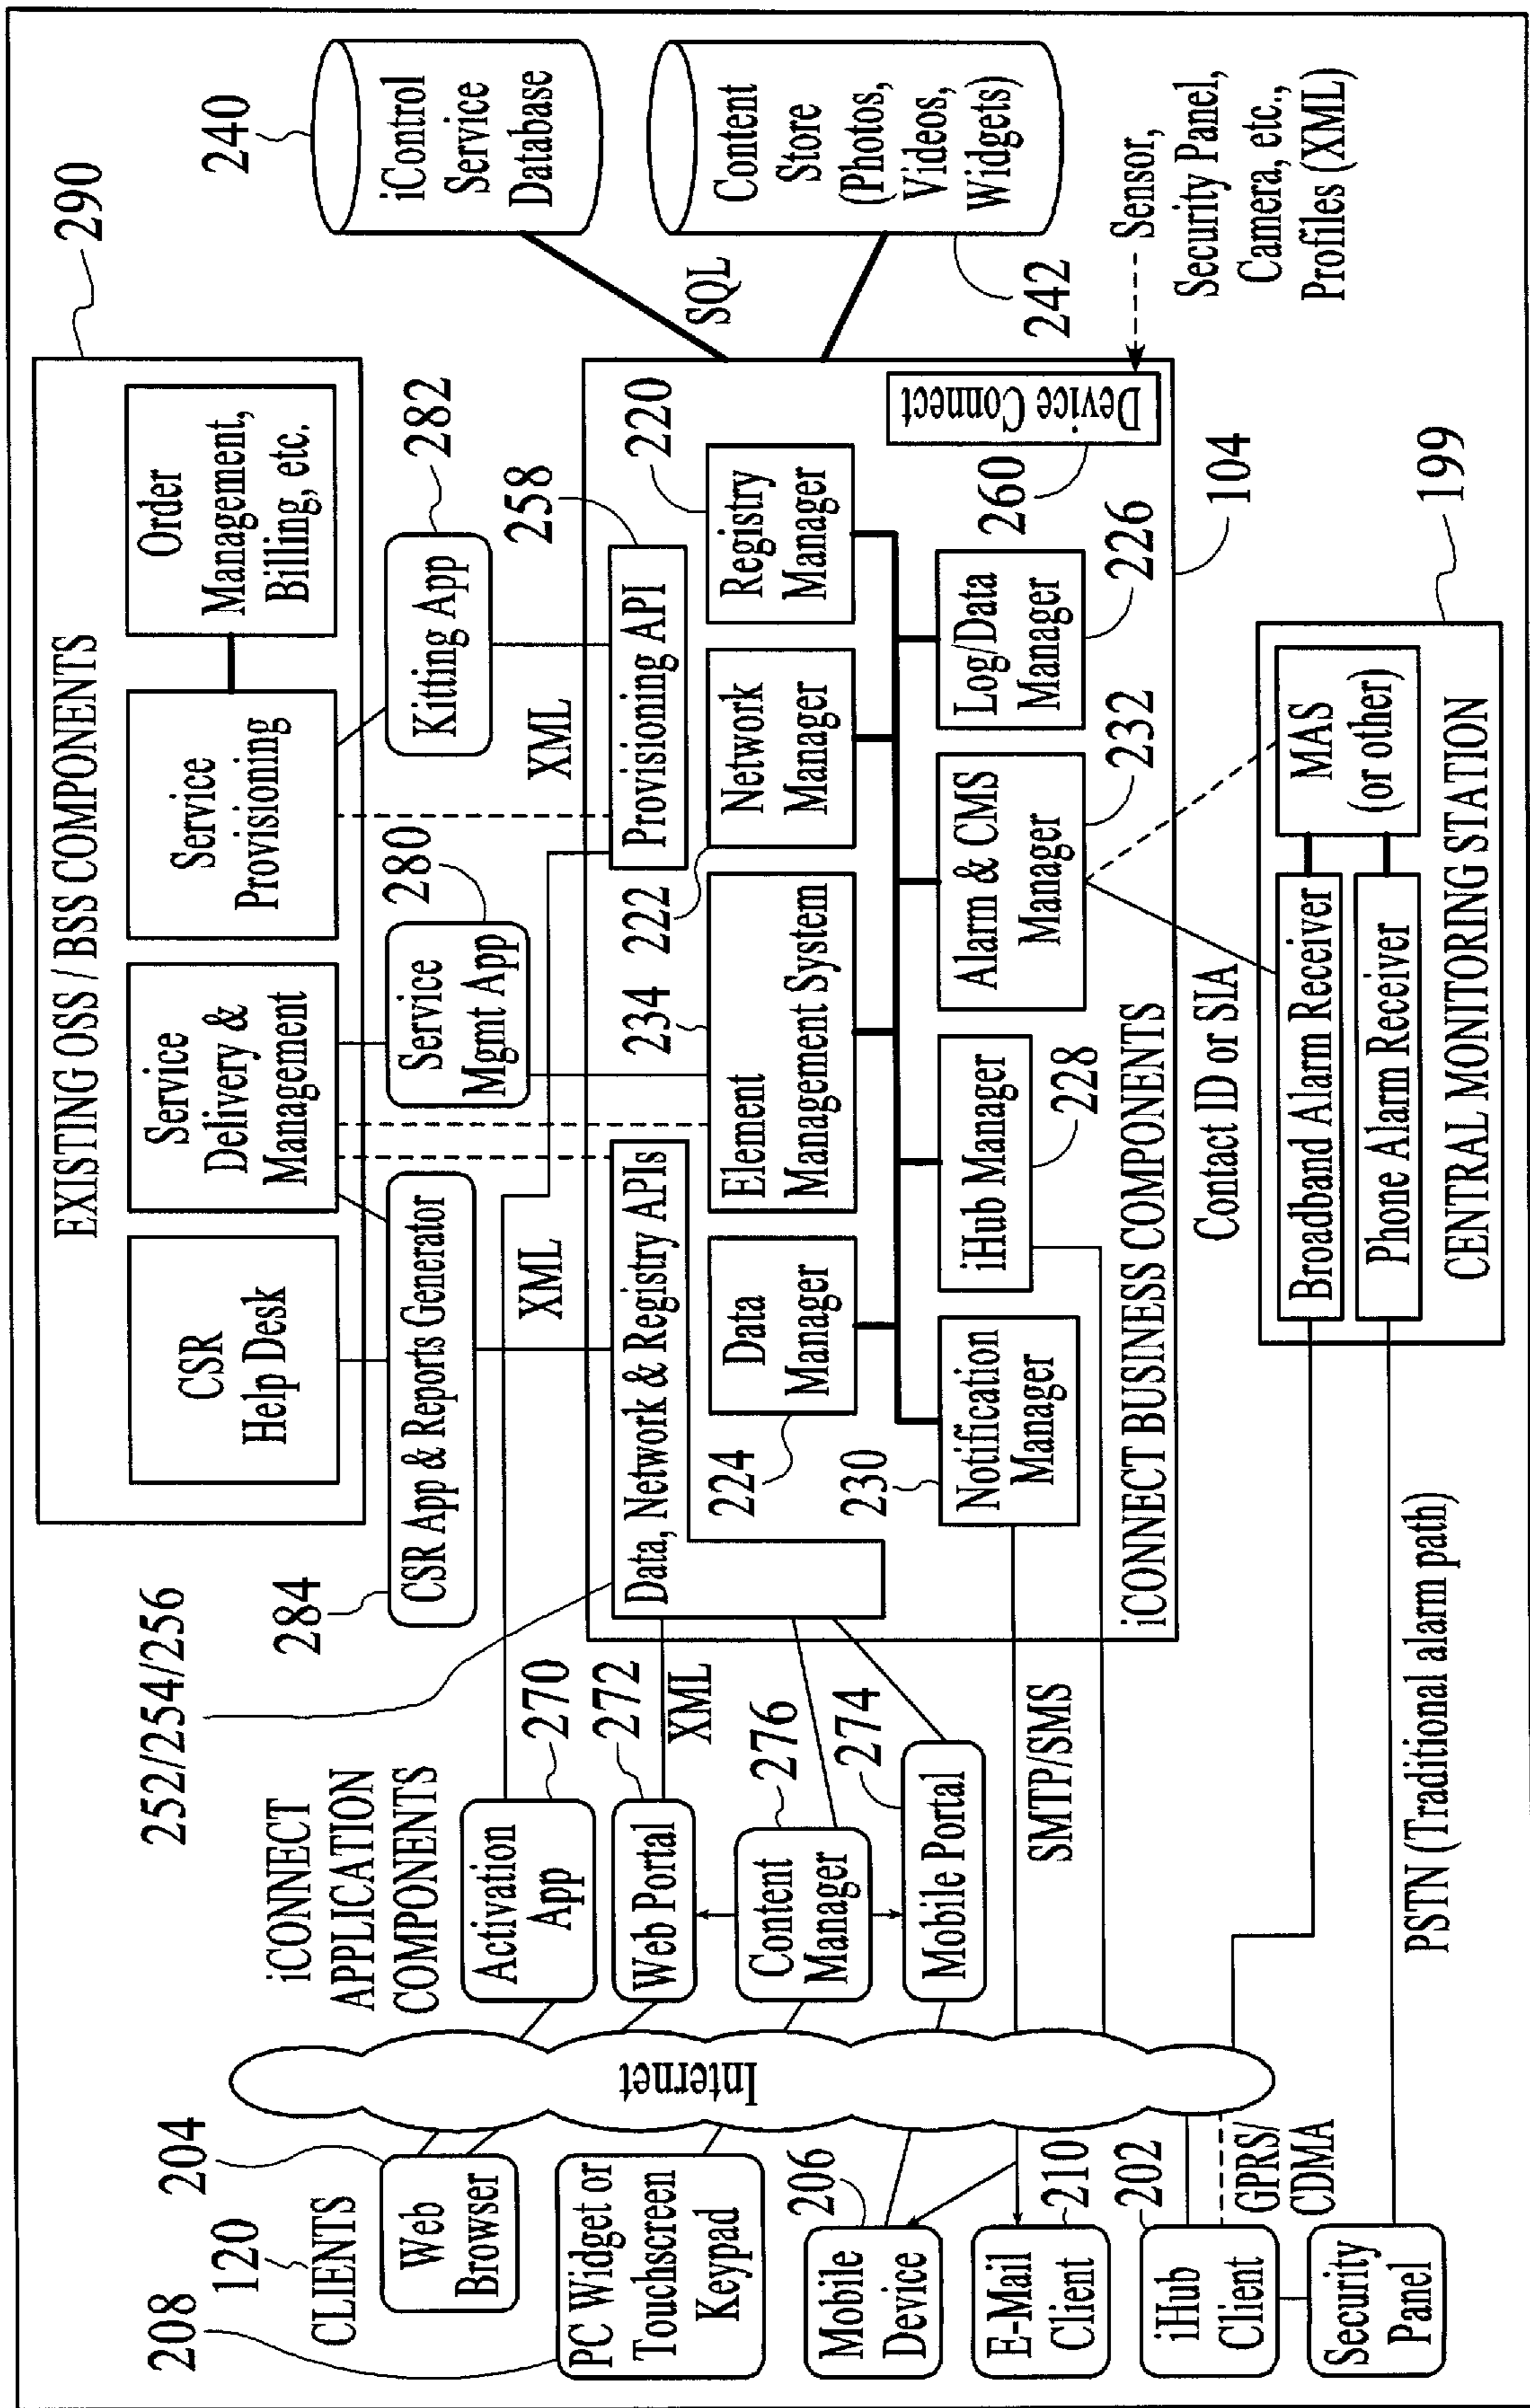 290
EXISTING OSS / BSS COMPONENTS
CSR
Help Desk
Service
Delivery &
Management
Service
Provisioning
Order
Management,
Billing, etc.
240
iControl
Service
Database
Content
Store
(Photos,
Videos,
Widgets)
242
SQL
252/254/256
284
CSR App & Reports Generator
280
Service
Mgmt App
282
Kitting App
XML
XML
258
iCONNECT
APPLICATION
COMPONENTS
Activation
App
270
Web Portal
272
XML
Content
Manager
276
Mobile Portal
274
SMTP/SMS
Data, Network & Registry APIs
Provisioning API
224
Data
Manager
234
Element
Management System
222
Network
Manager
220
Registry
Manager
230
Notification
Manager
iHub Manager
228
Alarm & CMS
Manager
232
Log/Data
Manager
226
260
Device Connect
Sensor,
Security Panel,
Camera, etc.,
Profiles (XML)
iCONNECT BUSINESS COMPONENTS
104
Contact ID or SIA
199
Broadband Alarm Receiver
Phone Alarm Receiver
MAS
(or other)
CENTRAL MONITORING STATION
PSTN (Traditional alarm path)
Internet
208
120
204
CLIENTS
Web
Browser
PC Widget or
Touchscreen
Keypad
206
Mobile
Device
E-Mail
Client
210
iHub
Client
202
GPRS/
CDMA
Security
Panel